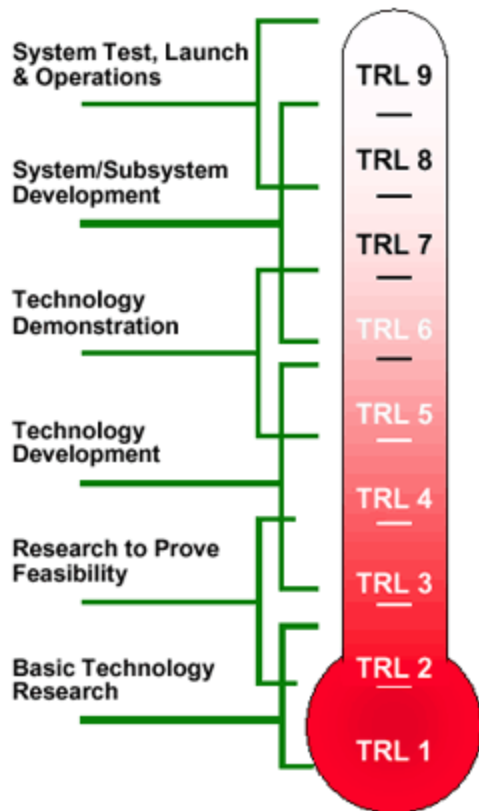 System Test, Launch
& Operations
System/Subsystem
Development
Technology
Demonstration
Technology
Development
Research to Prove
Feasibility
Basic Technology
Research
TRL 9
TRL 8
TRL 7
TRL 6
TRL 5
TRL 4
TRL 3
TRL 2
TRL 1